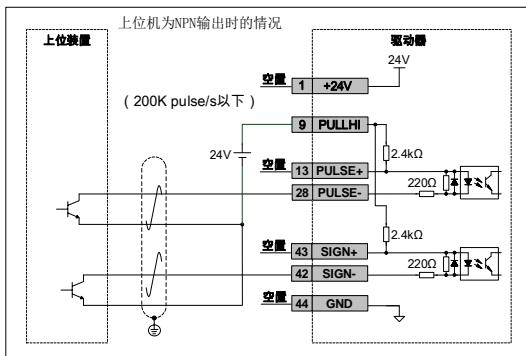 上位机为NPN输出时的情况
上位装置
驱动器
24V
空置 1 +24V
(200K pulse/s以下)
9 PULLHI
24V
2.4kΩ
空置 13 PULSE+
28 PULSE-
220Ω
2.4kΩ
空置 43 SIGN+
42 SIGN-
220Ω
空置 44 GND